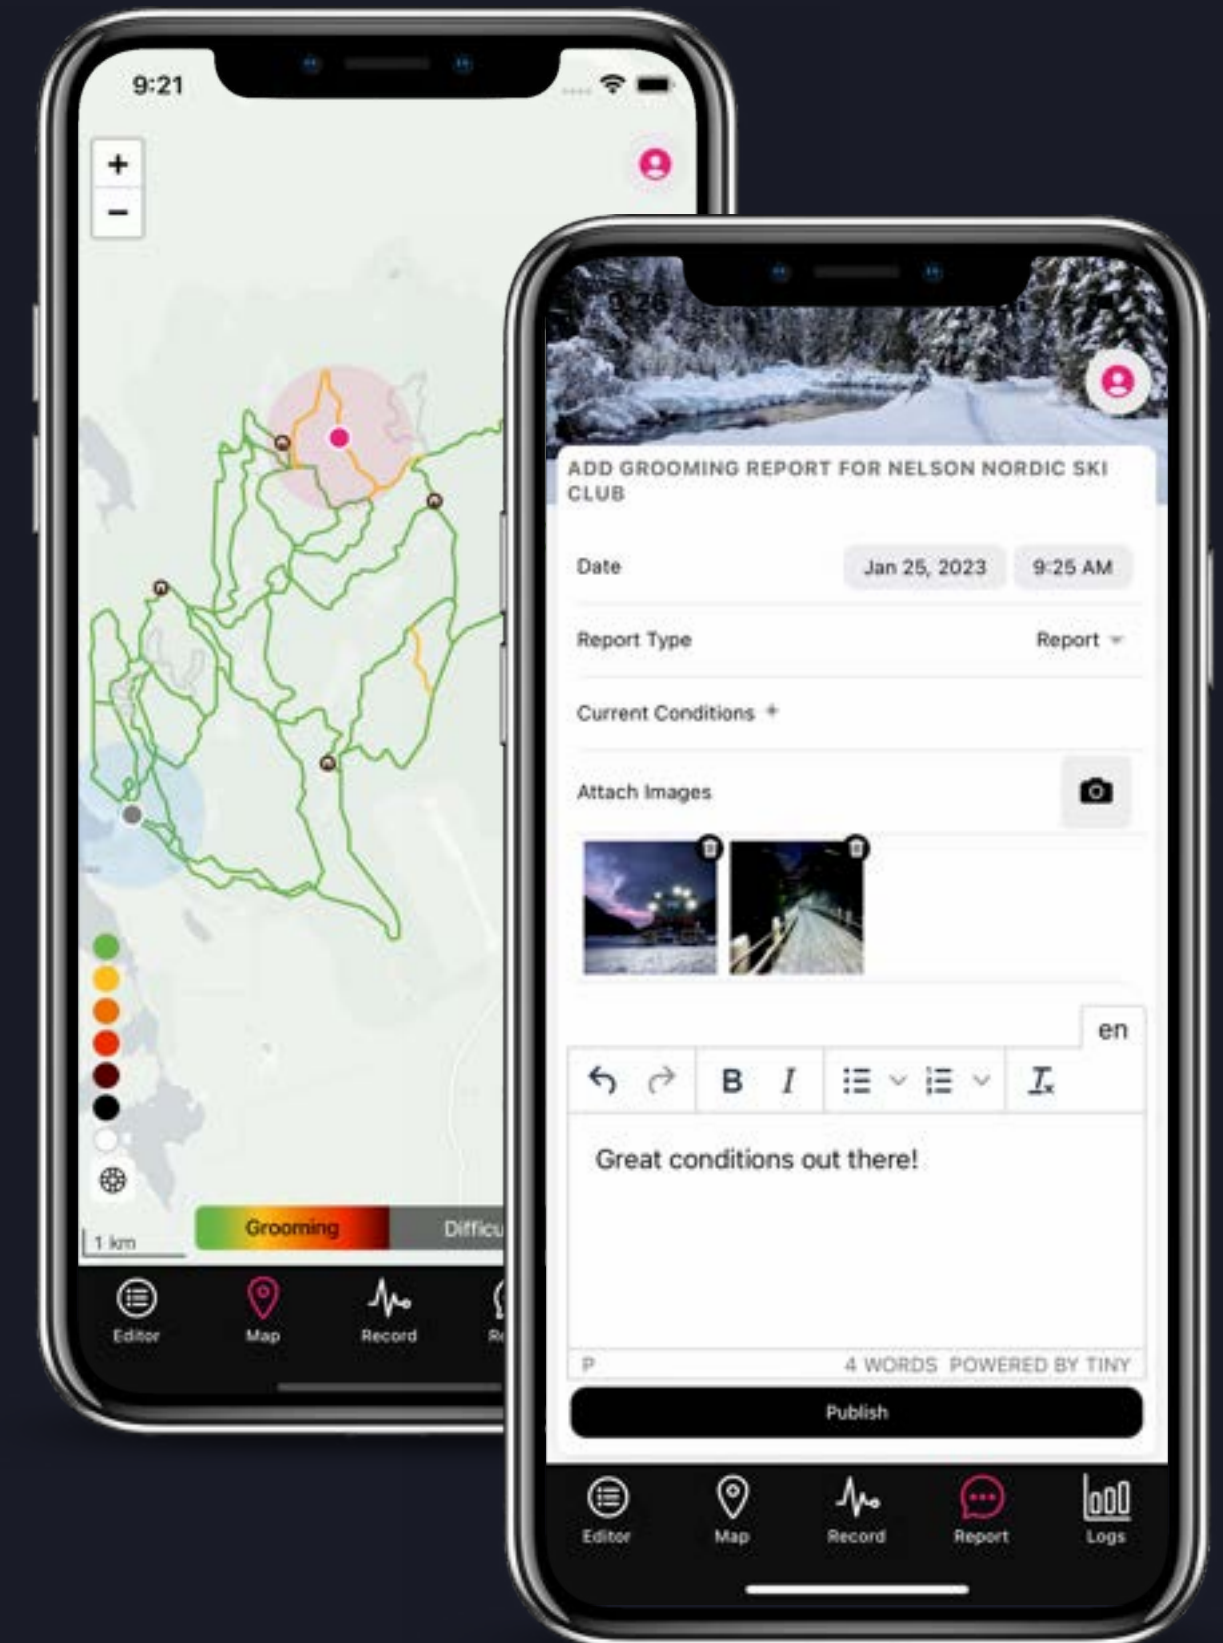 9:21
+
−
Grooming
1 km
Editor
Map
Record
ADD GROOMING REPORT FOR NELSON NORDIC SKI
CLUB
Date
Jan 25, 2023
9:25 AM
Report Type
Report
Current Conditions +
Attach Images
en
B I
Great conditions out there!
P
4 WORDS POWERED BY TINY
Publish
Editor
Map
Record
Report
Logs